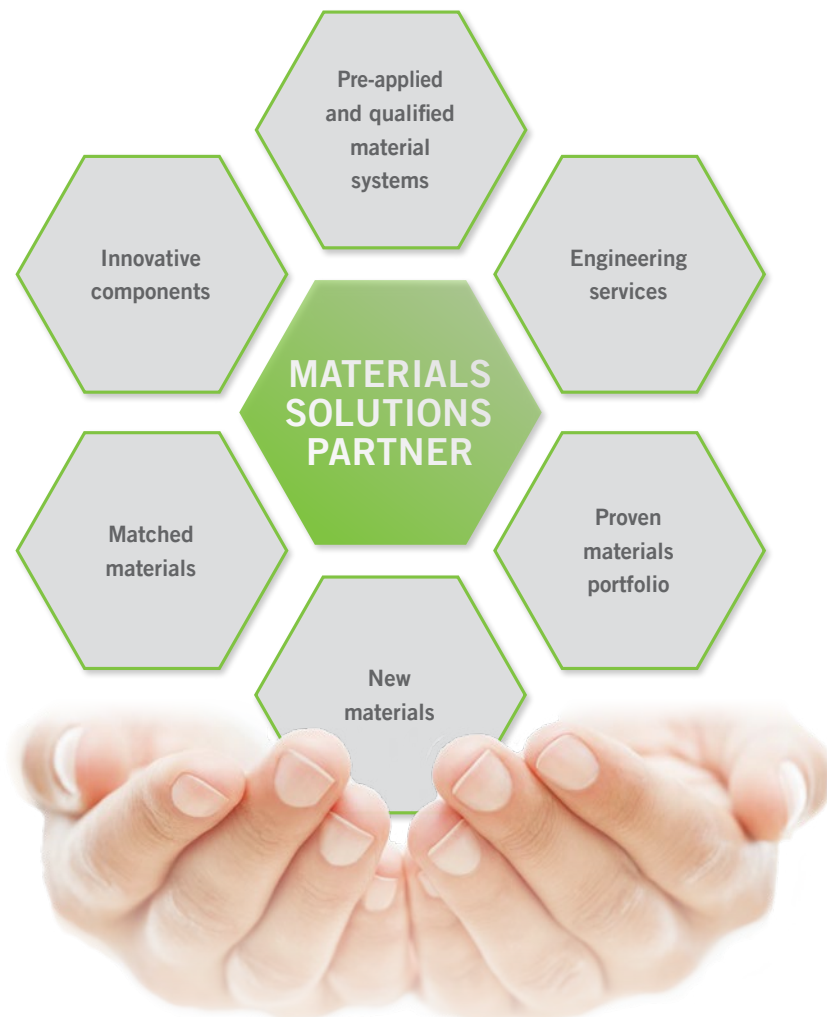 Pre-applied
and qualified
material
systems
Innovative
components
Engineering
services
MATERIALS
SOLUTIONS
PARTNER
Matched
materials
Proven
materials
portfolio
New
materials